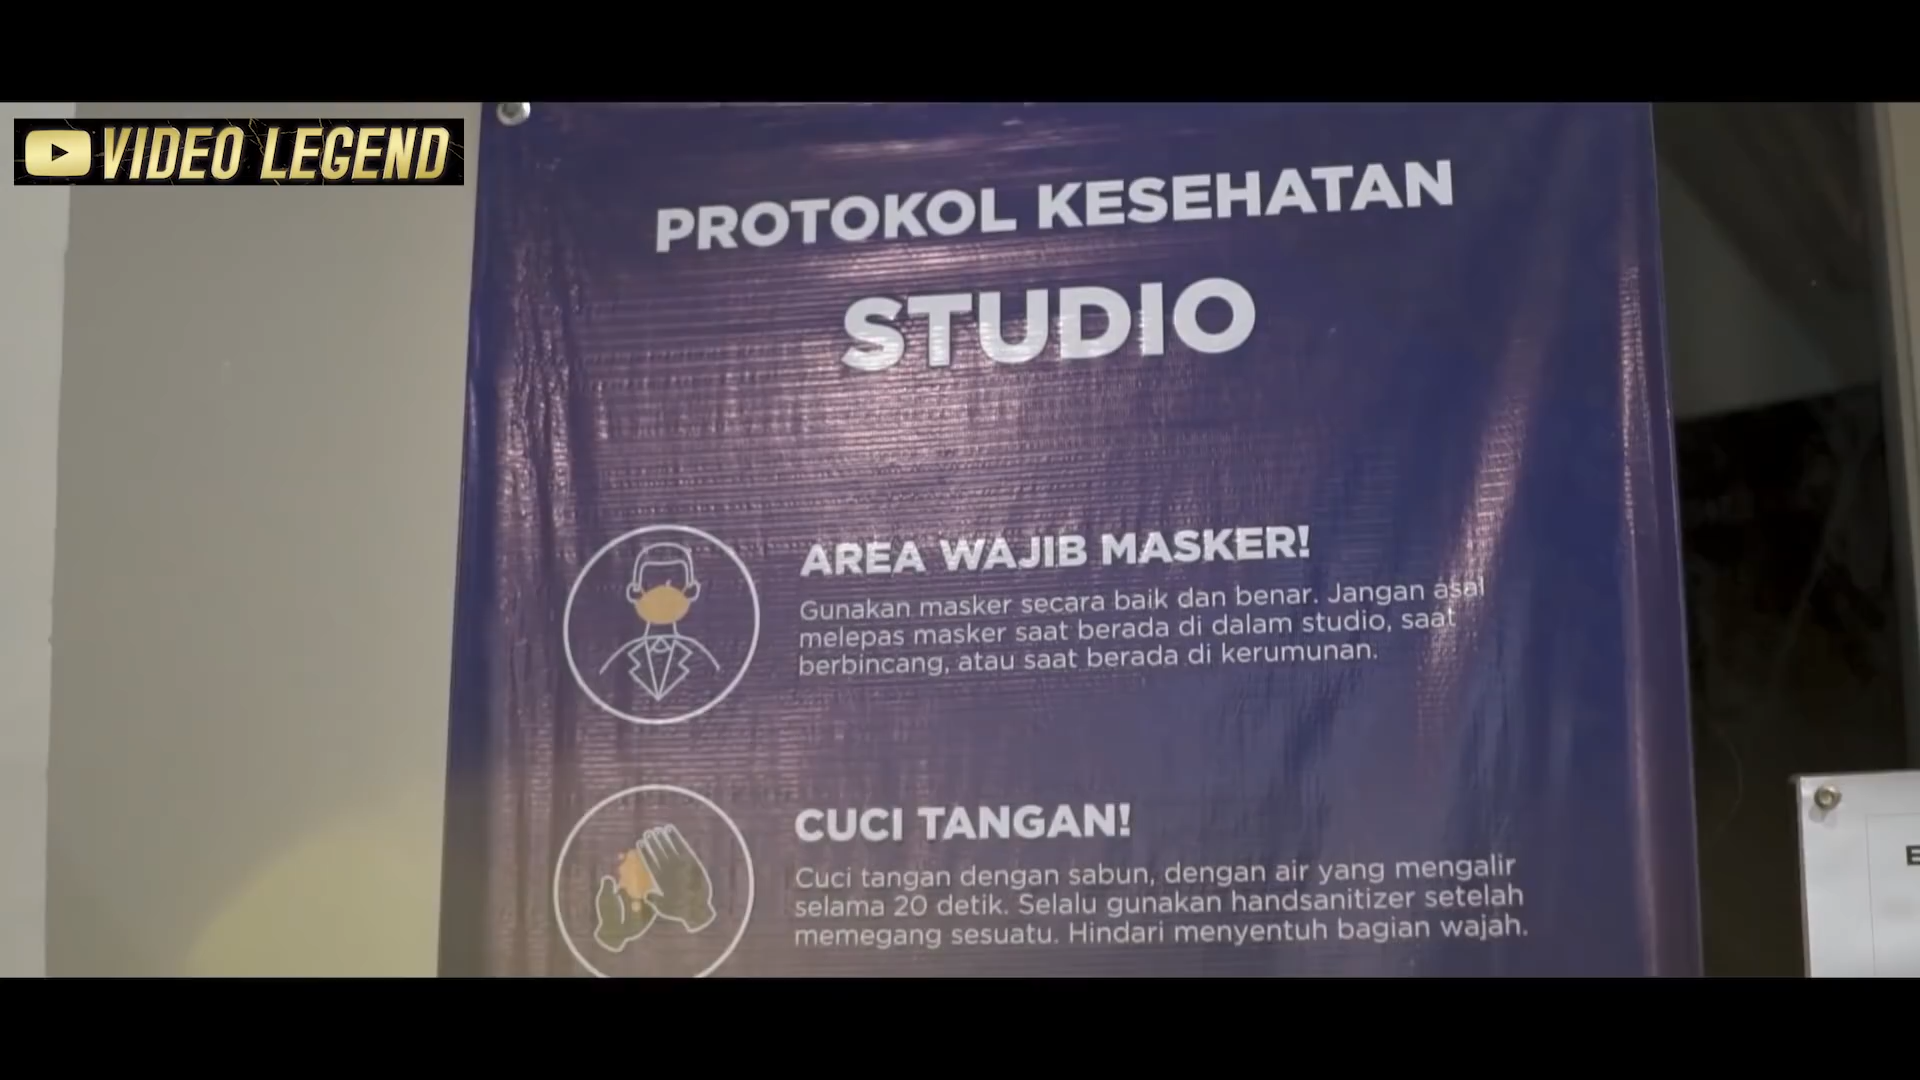 VIDEO LEGEND
PROTOKOL KESEHATAN
STUDIO
AREA WAJIB MASKER!
Gunakan masker secara baik dan benar. Jangan asal
melepas masker saat berada di dalam studio, saat
berbincang, atau saat berada di kerumunan.
CUCI TANGAN!
Cuci tangan dengan sabun, dengan air yang mengalir
selama 20 detik. Selalu gunakan handsanitizer setelah
memegang sesuatu. Hindari menyentuh bagian wajah.